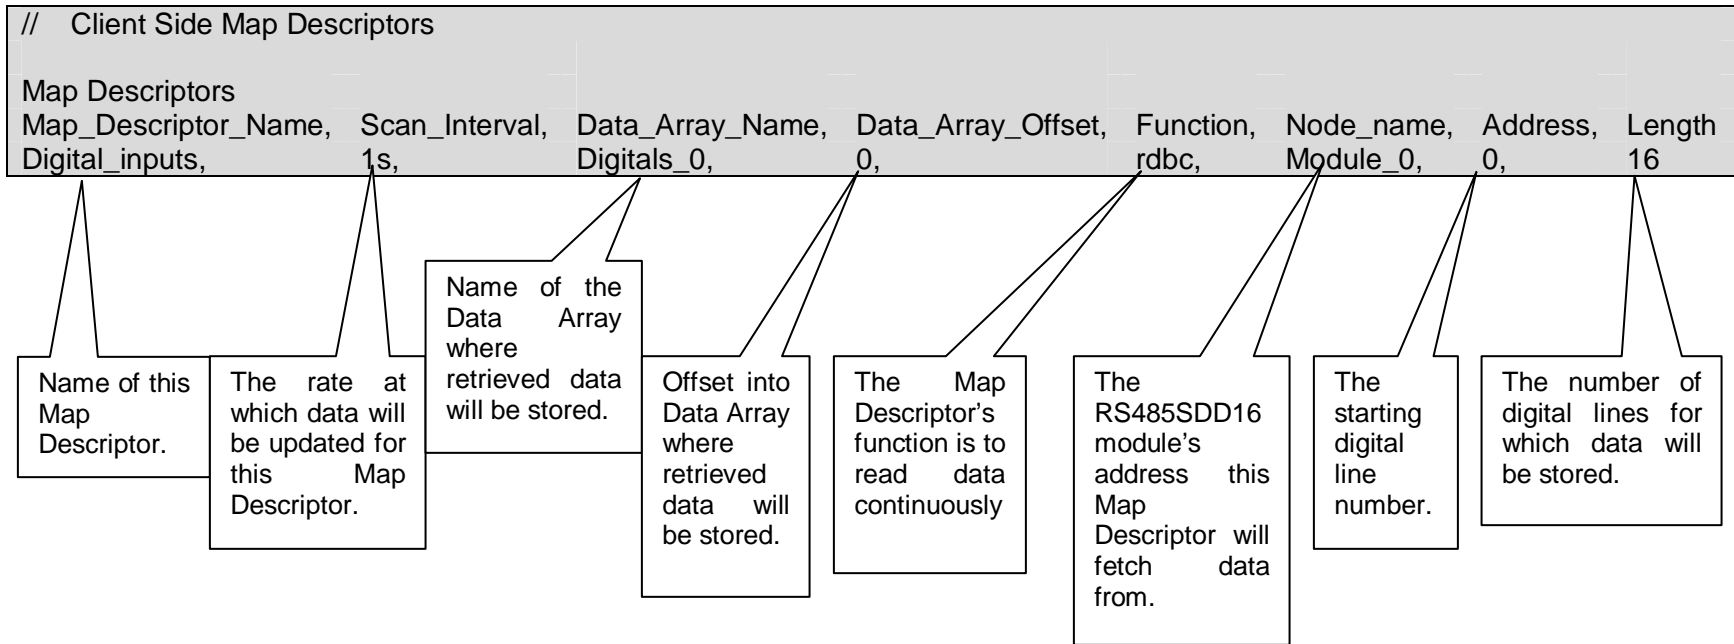 //    Client Side Map Descriptors
Map Descriptors
Map_Descriptor_Name,    Scan_Interval,    Data_Array_Name,    Data_Array_Offset,    Function,    Node_name,    Address,    Length
Digital_inputs,    1s,    Digitals_0,    0,    rdbc,    Module_0,    0,    16
Name of this
Map
Descriptor.
The rate at
which data will
be updated for
this Map
Descriptor.
Name of the
Data Array
where
retrieved data
will be stored.
Offset into
Data Array
where
retrieved
data will
be stored.
The Map
Descriptor’s
function is to
read data
continuously
The
RS485SDD16
module’s
address this
Map
Descriptor will
fetch data
from.
The
starting
digital
line
number.
The number of
digital lines for
which data will
be stored.